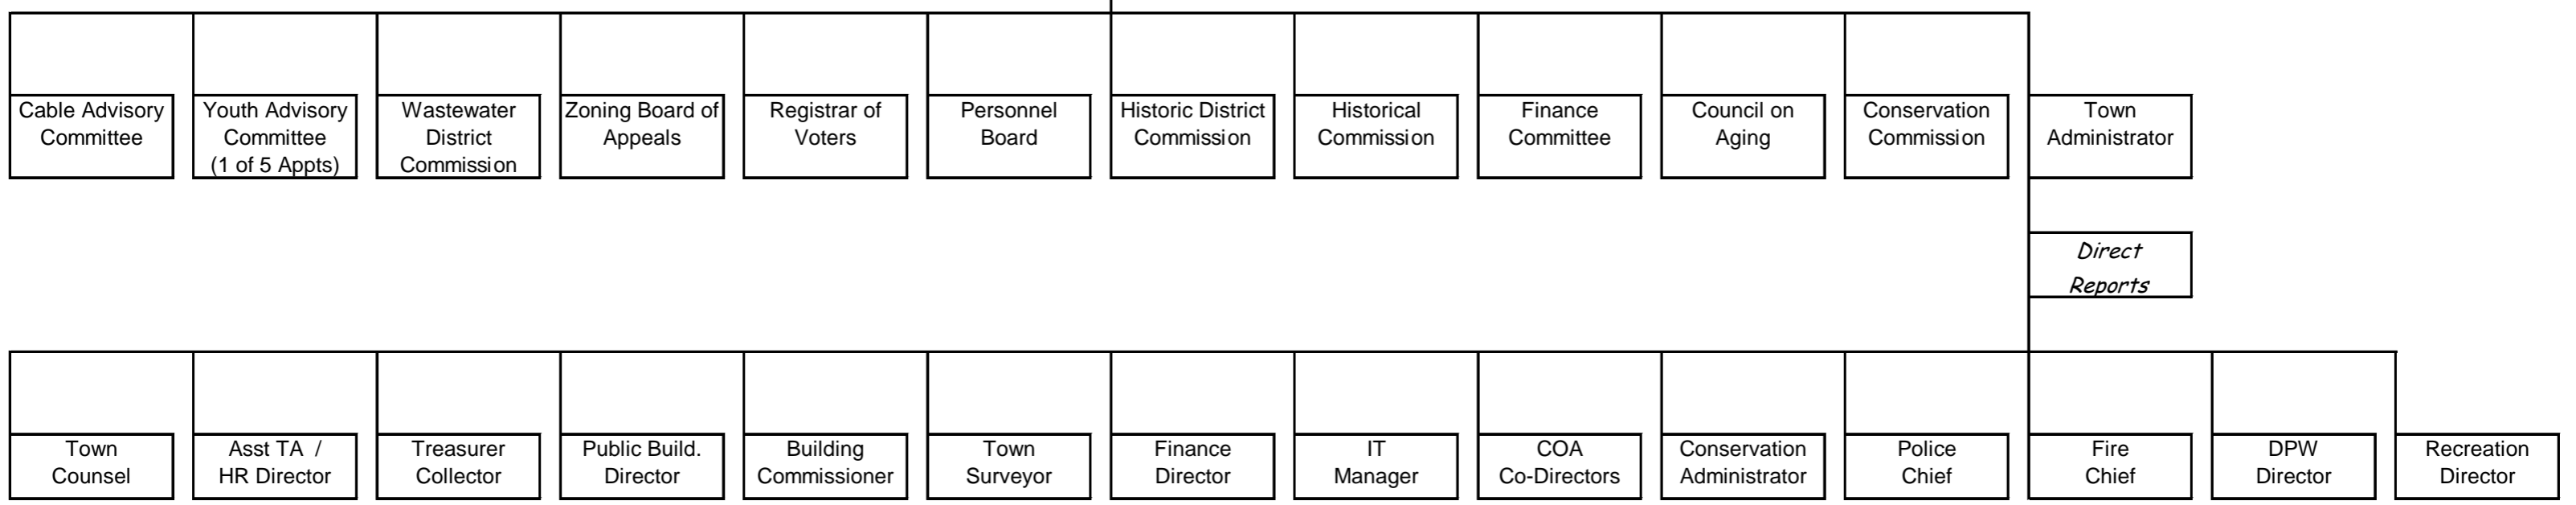 Cable Advisory
Committee
Youth Advisory
Committee
(1 of 5 Appts)
Wastewater
District
Commission
Zoning Board of
Appeals
Registrar of
Voters
Personnel
Board
Historic District
Commission
Historical
Commission
Finance
Committee
Council on
Aging
Conservation
Commission
Town
Administrator
Direct
Reports
Town
Counsel
Asst TA /
HR Director
Treasurer
Collector
Public Build.
Director
Building
Commissioner
Town
Surveyor
Finance
Director
IT
Manager
COA
Co-Directors
Conservation
Administrator
Police
Chief
Fire
Chief
DPW
Director
Recreation
Director